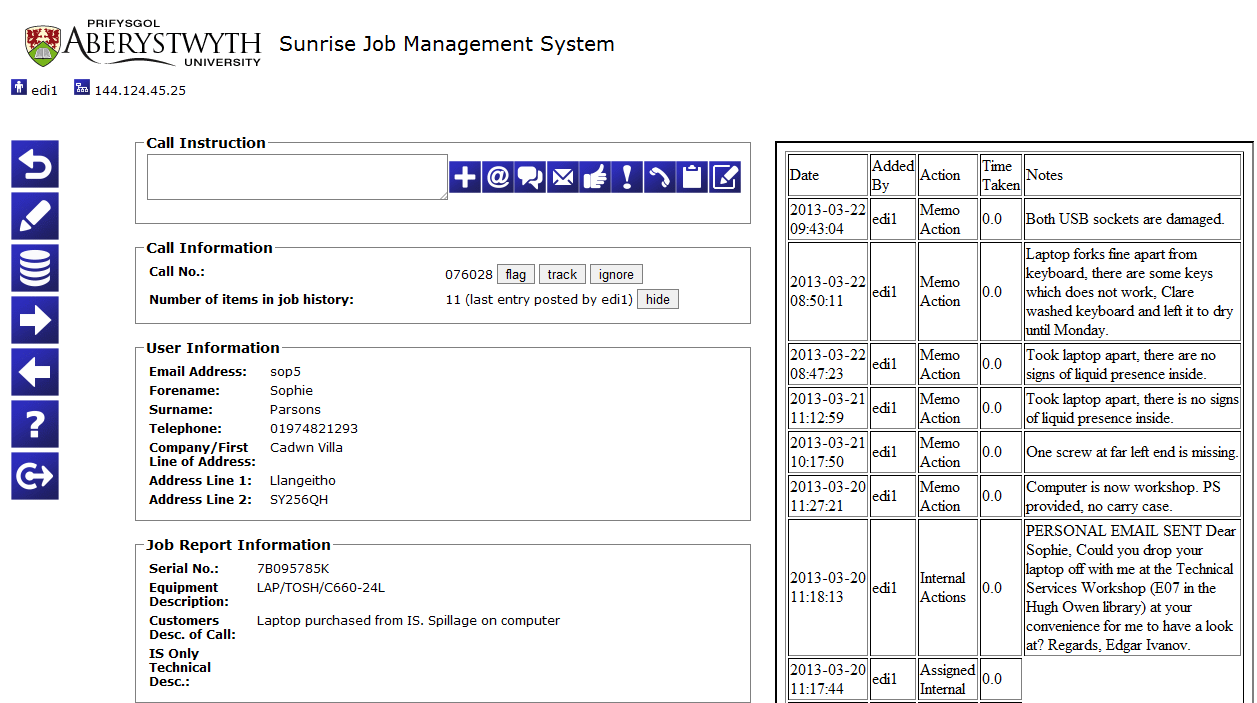 PRIFYSGOL
ABERYSTWYTH
UNIVERSITY
Sunrise Job Management System
edi1 144.124.45.25
Call Instruction
Call Information
Call No.: 076028 flag track ignore
Number of items in job history: 11 (last entry posted by edi1) hide
User Information
Email Address: sop5
Forename: Sophie
Surname: Parsons
Telephone: 01974821293
Company/First Cadwn Villa
Line of Address:
Address Line 1: Llangeitho
Address Line 2: SY256QH
Job Report Information
Serial No.: 7B095785K
Equipment LAP/TOSH/C660-24L
Description:
Customers Laptop purchased from IS. Spillage on computer
Desc. of Call:
IS Only
Technical
Desc.:
Date Added Action Time Notes
By Taken
2013-03-22 edi1 Memo 0.0 Both USB sockets are damaged.
09:43:04 Action
Laptop forks fine apart from
keyboard, there are some keys
2013-03-22 edi1 Memo 0.0 which does not work, Clare
08:50:11 Action washed keyboard and left it to dry
until Monday.
2013-03-22 edi1 Memo 0.0 Took laptop apart, there are no
08:47:23 Action signs of liquid presence inside.
2013-03-21 edi1 Memo 0.0 Took laptop apart, there is no signs
11:12:59 Action of liquid presence inside.
2013-03-21 edi1 Memo 0.0 One screw at far left end is missing.
10:17:50 Action
2013-03-20 edi1 Memo 0.0 Computer is now workshop. PS
11:27:21 Action provided, no carry case.
PERSONAL EMAIL SENT Dear
Sophie, Could you drop your
laptop off with me at the Technical
2013-03-20 edi1 Internal 0.0 Services Workshop (E07 in the
11:18:13 Actions Hugh Owen library) at your
convenience for me to have a look
at? Regards, Edgar Ivanov.
2013-03-20 edi1 Assigned 0.0
11:17:44 Internal